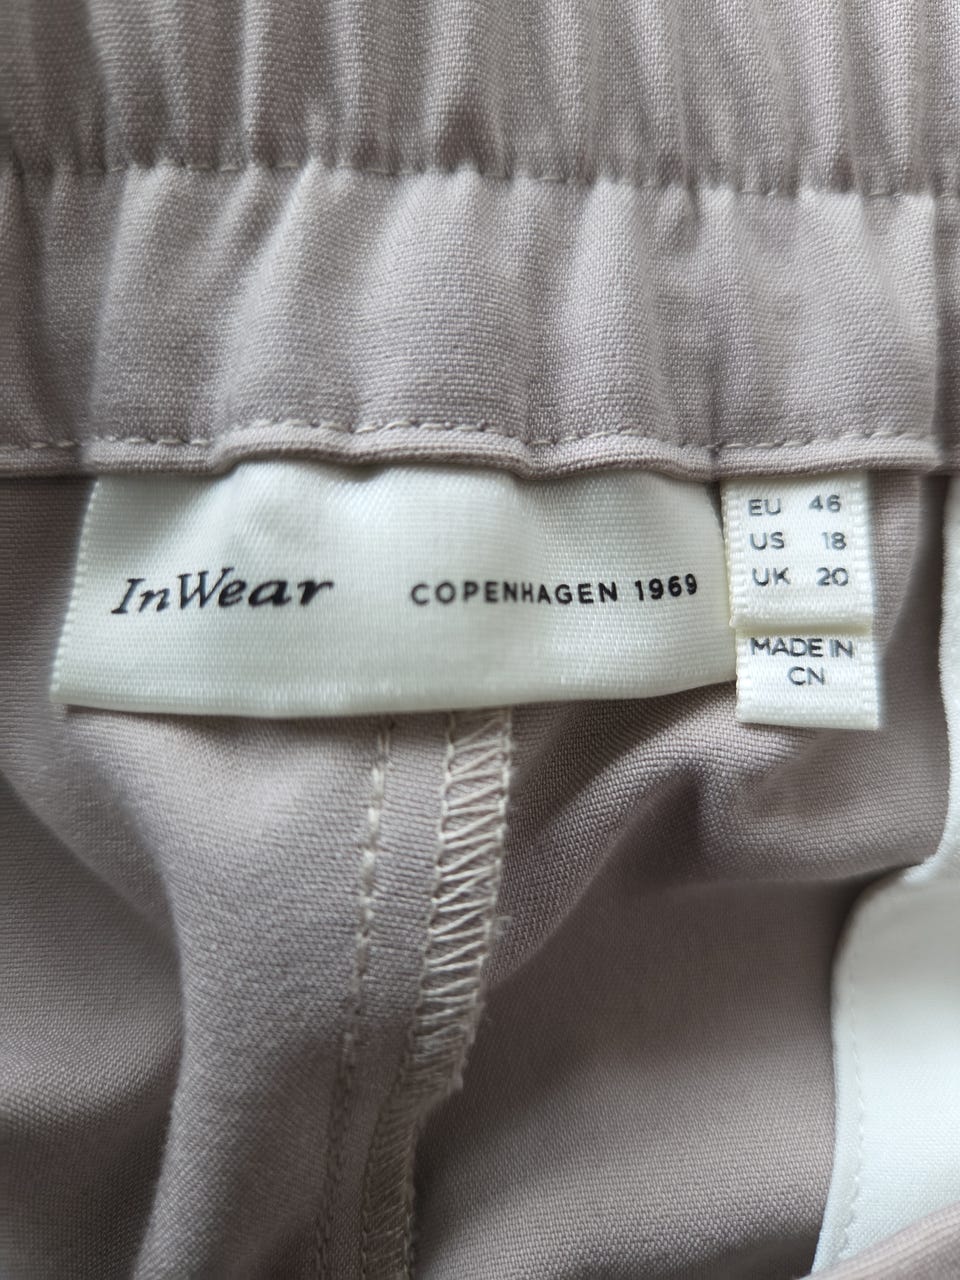 InWear COPENHAGEN 1969
EU 46
US 18
UK 20
MADE IN
CN